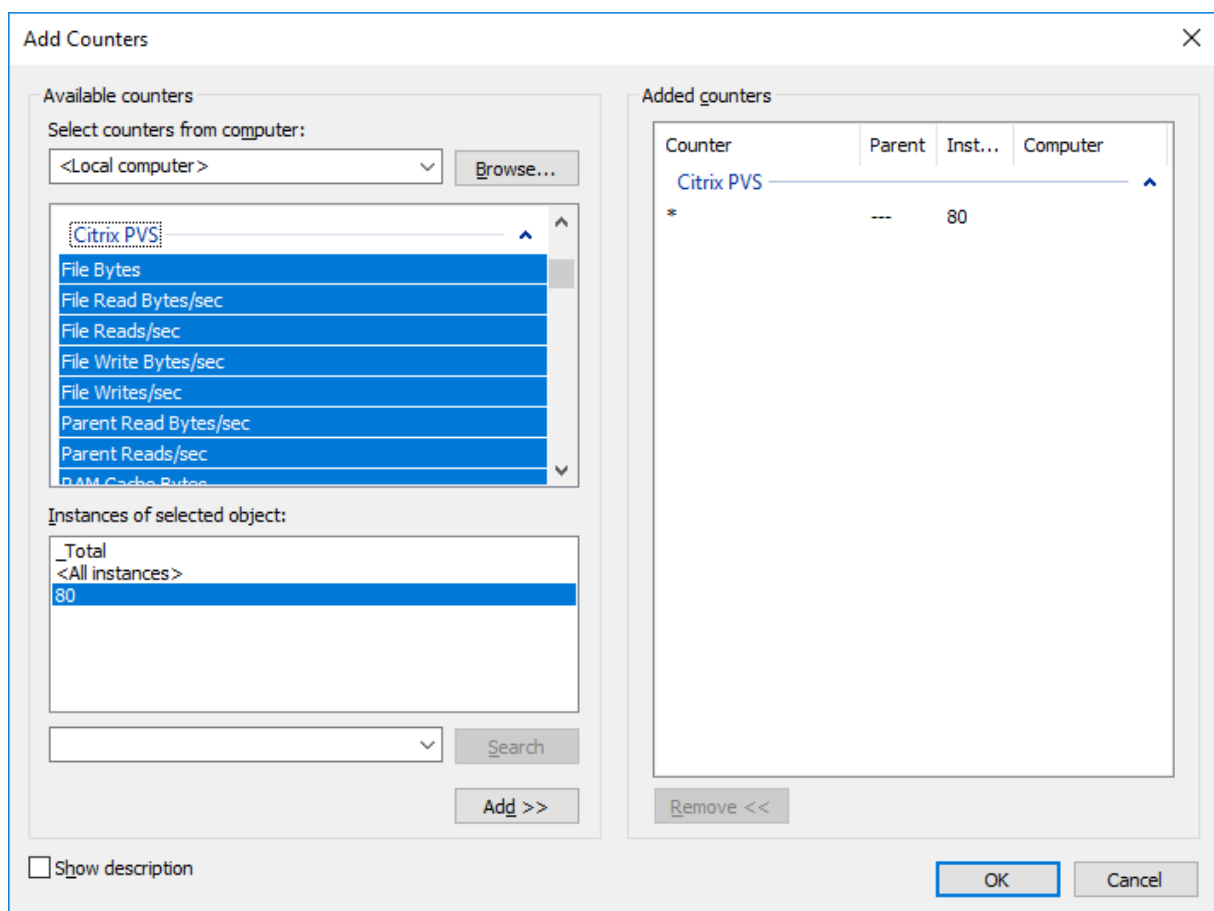 Add Counters
Available counters
Select counters from computer:
<Local computer>
Browse...
Citrix PVS
File Bytes
File Read Bytes/sec
File Reads/sec
File Write Bytes/sec
File Writes/sec
Parent Read Bytes/sec
Parent Reads/sec
RAM Cache Bytes
Instances of selected object:
_Total
<All instances>
80
Search
Add >>
Show description
Added counters
Counter Parent Inst... Computer
Citrix PVS
* --- 80
Remove <<
OK Cancel